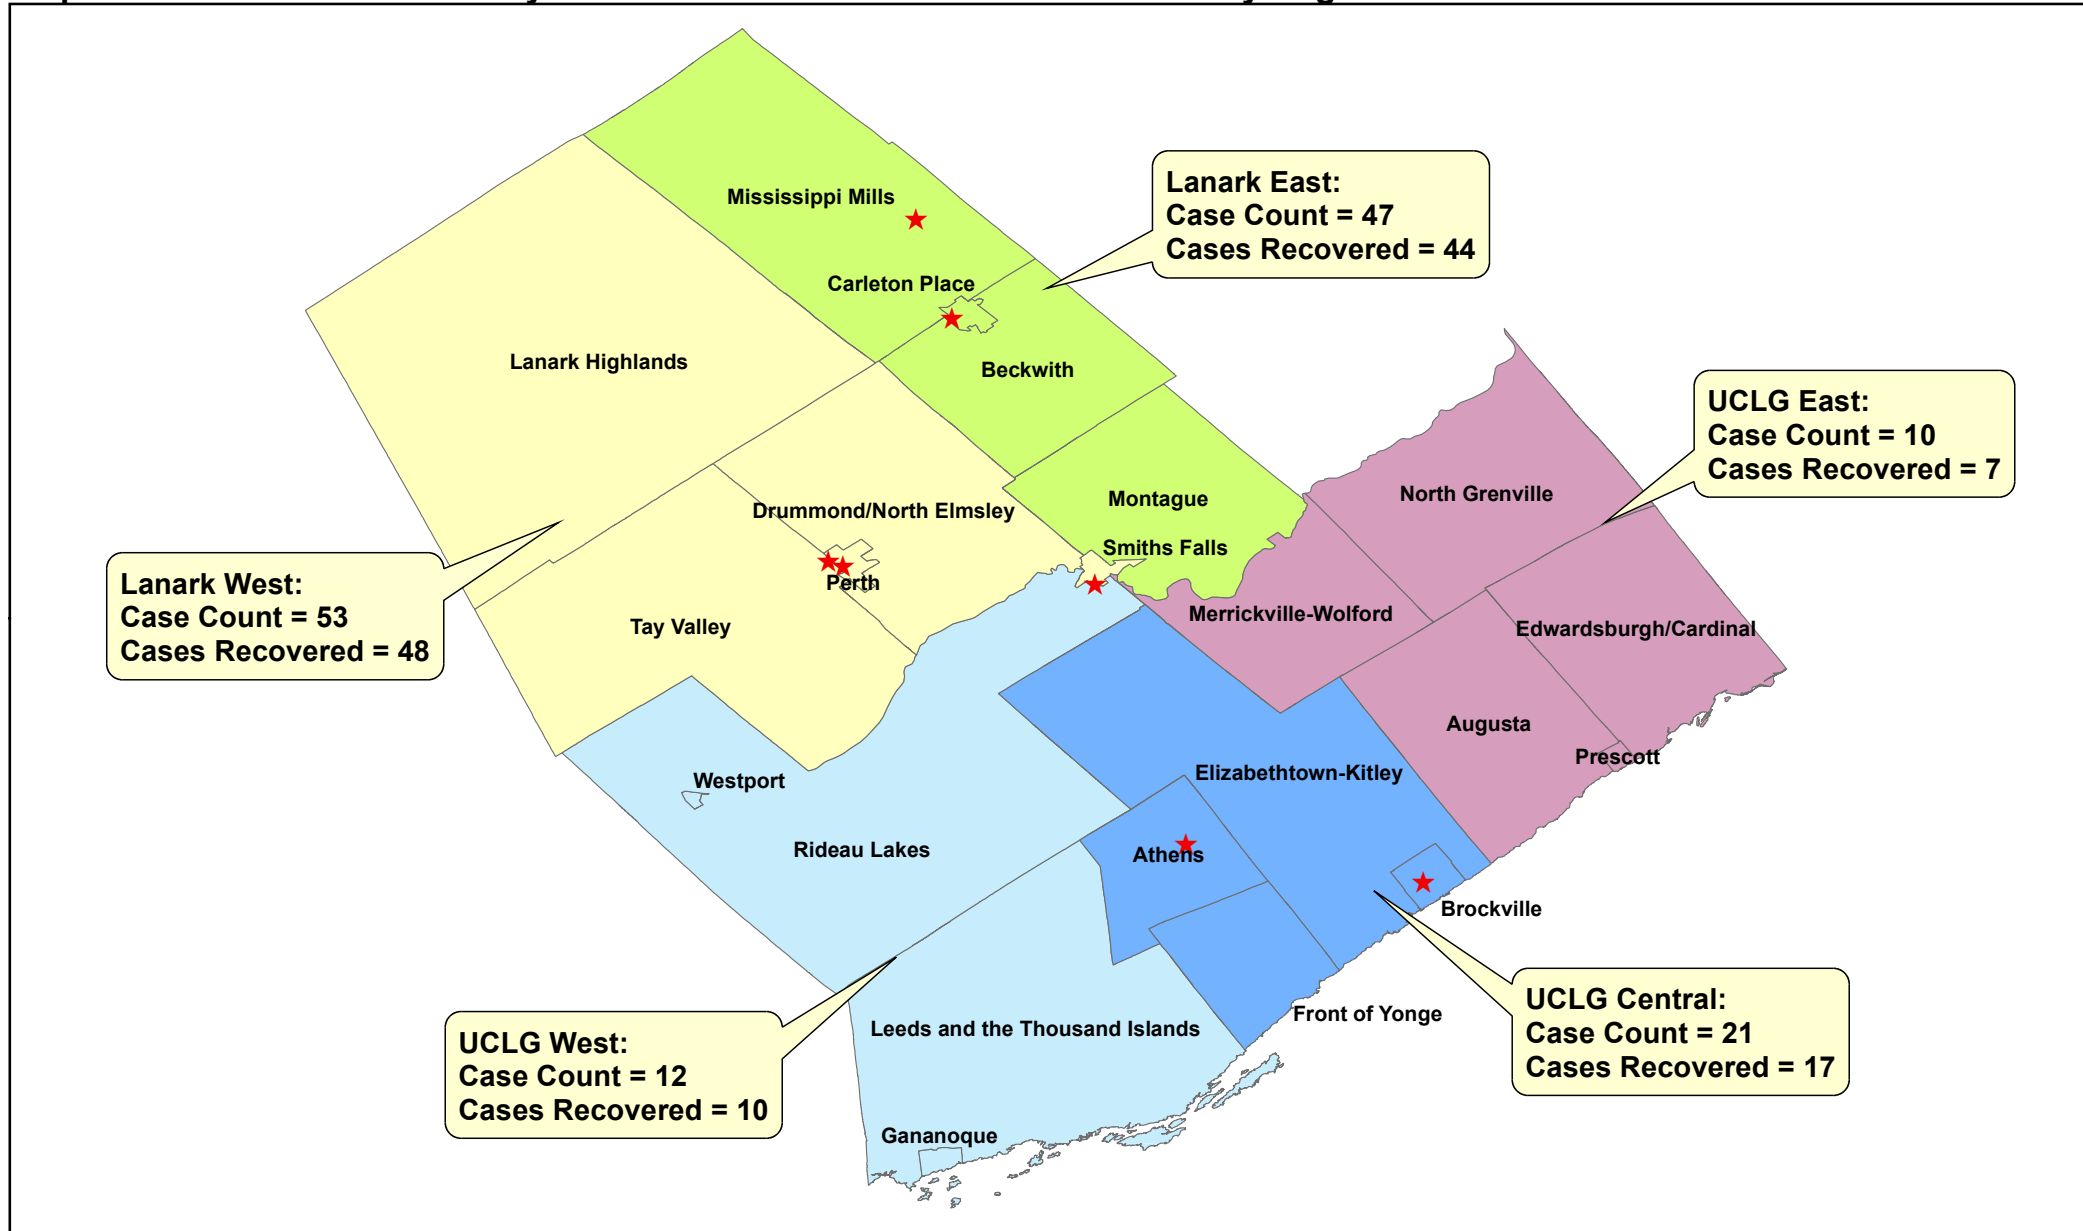 Mississippi Mills
Lanark East:
Case Count = 47
Cases Recovered = 44
Carleton Place
Lanark Highlands
Beckwith
UCLG East:
Case Count = 10
Cases Recovered = 7
North Grenville
Montague
Drummond/North Elmsley
Smiths Falls
Perth
Lanark West:
Case Count = 53
Cases Recovered = 48
Tay Valley
Merrickville-Wolford
Edwardsburgh/Cardinal
Augusta
Prescott
Westport
Elizabethtown-Kitley
Rideau Lakes
Athens
Brockville
Front of Yonge
UCLG Central:
Case Count = 21
Cases Recovered = 17
Leeds and the Thousand Islands
UCLG West:
Case Count = 12
Cases Recovered = 10
Gananoque